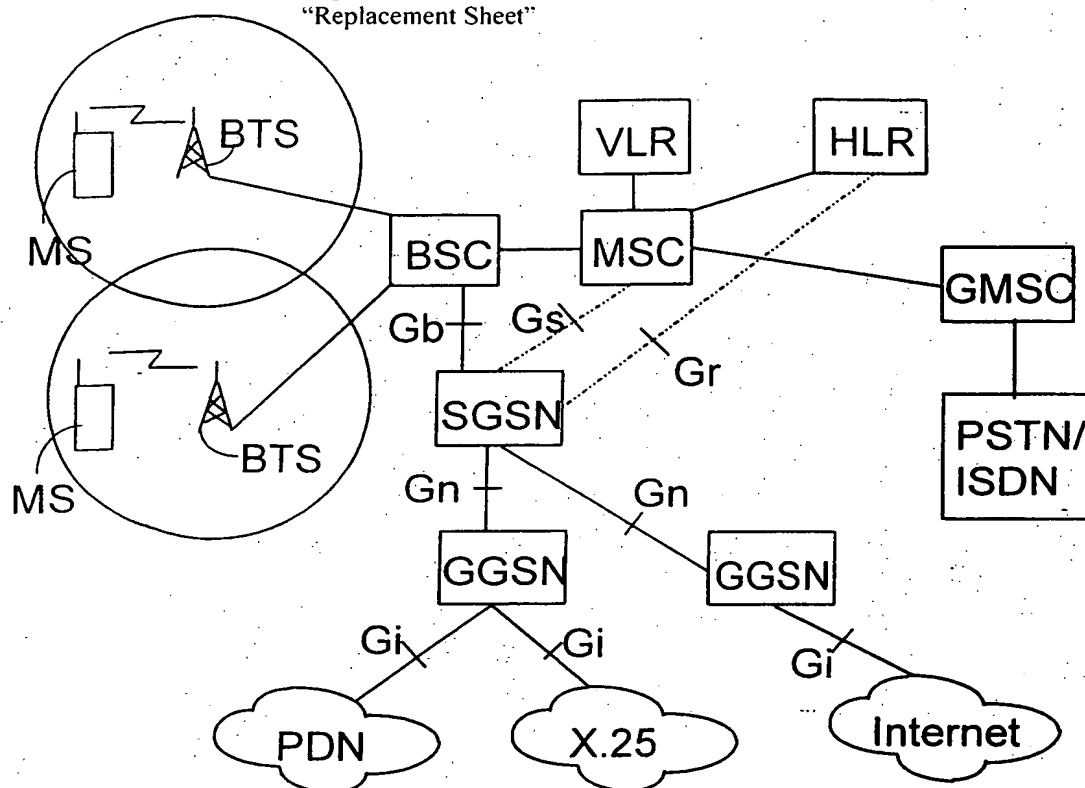 “Replacement Sheet”
BTS
VLR
HLR
MS
BSC
MSC
GMSC
Gb
Gs
Gr
SGSN
PSTN/
ISDN
BTS
MS
Gn
Gn
GGSN
GGSN
Gi
Gi
Gi
PDN
X.25
Internet